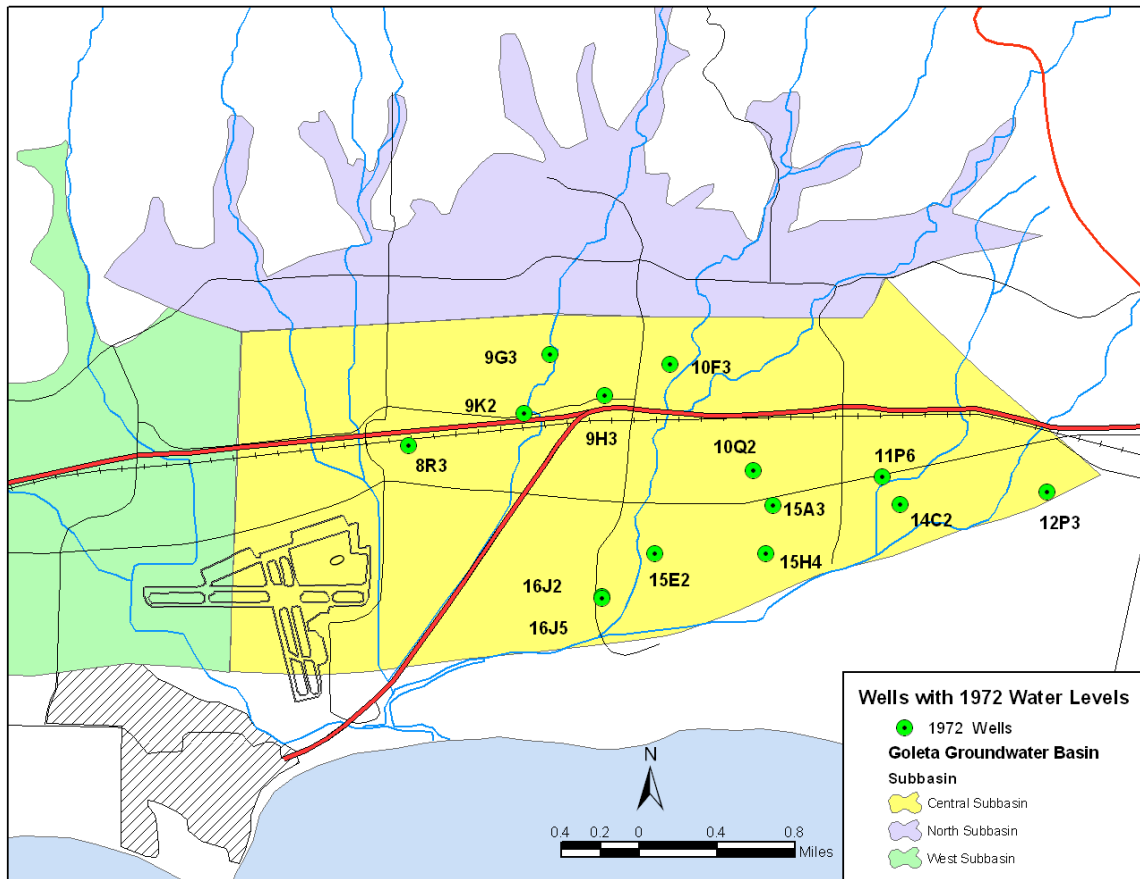 9G3
10F3
9K2
9H3
8R3
10Q2
11P6
15A3
14C2
12P3
15E2
15H4
16J2
16J5
N
0.4 0.2 0 0.4 0.8
Miles
Wells with 1972 Water Levels
1972 Wells
Goleta Groundwater Basin
Subbasin
Central Subbasin
North Subbasin
West Subbasin